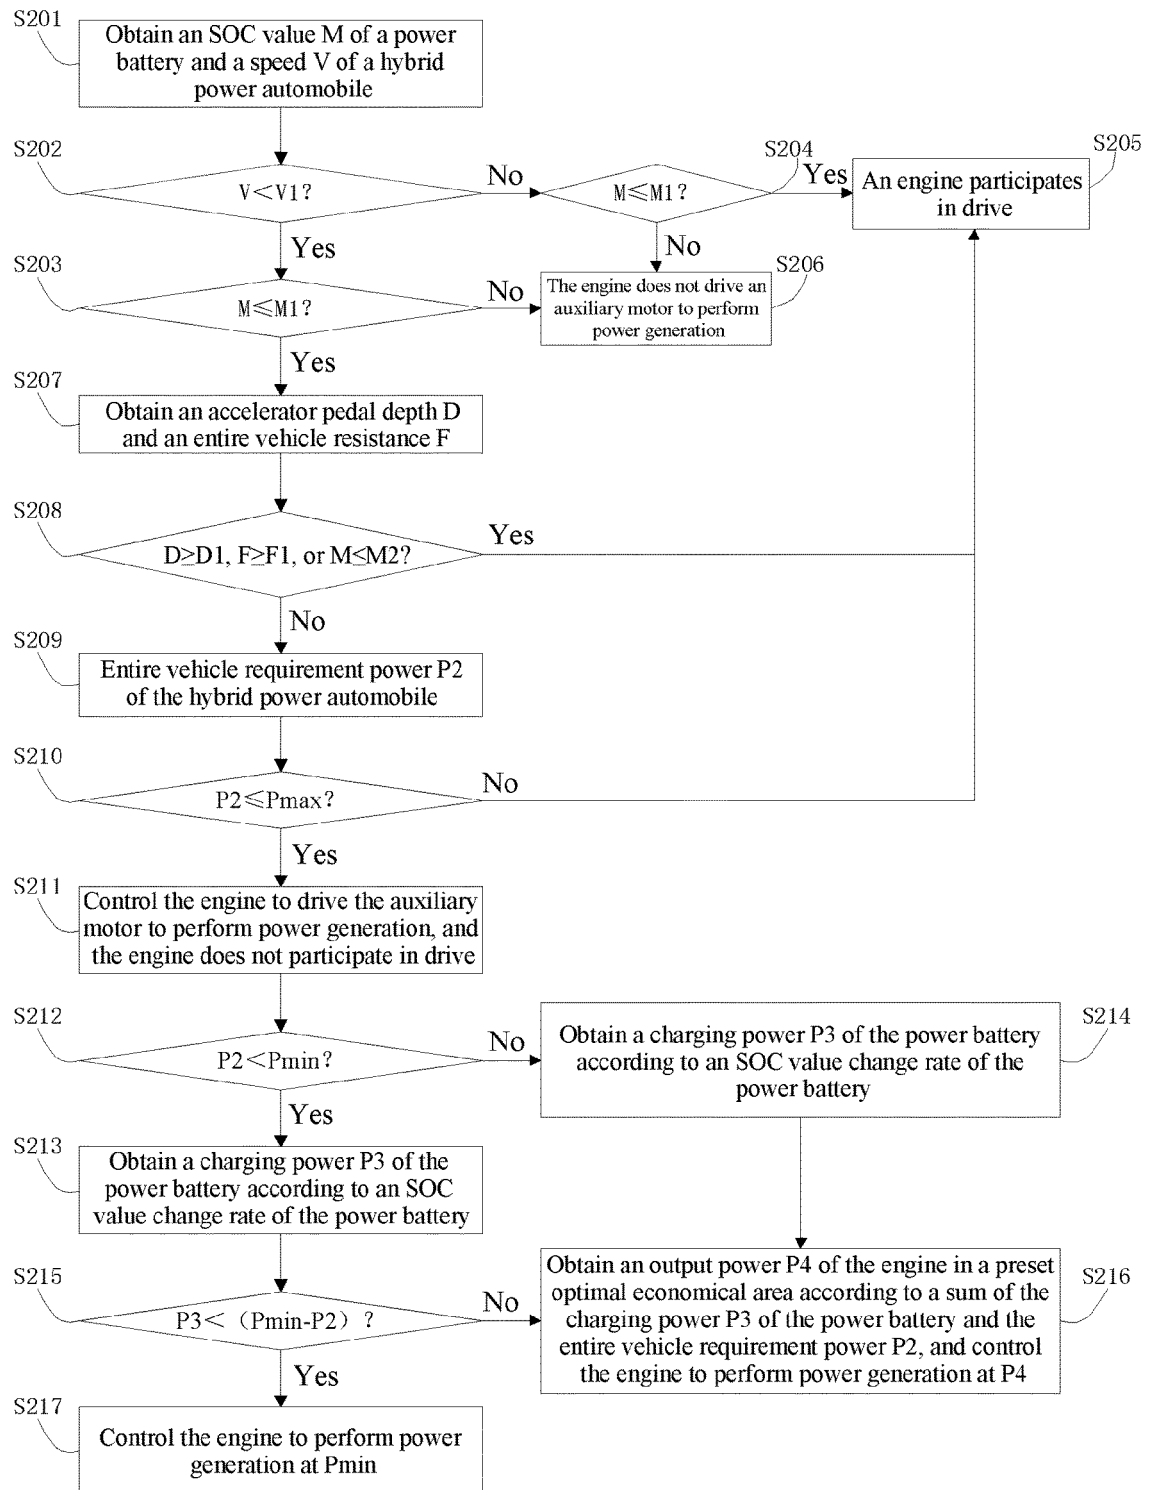 S201
Obtain an SOC value M of a power
battery and a speed V of a hybrid
power automobile
S202
V<V1?
No
M≤M1?
S204
Yes
S205
An engine participates
in drive
Yes
No
S203
M≤M1?
No
S206
The engine does not drive an
auxiliary motor to perform
power generation
Yes
S207
Obtain an accelerator pedal depth D
and an entire vehicle resistance F
S208
D≥D1, F≥F1, or M≤M2?
Yes
No
S209
Entire vehicle requirement power P2
of the hybrid power automobile
S210
P2≤Pmax?
No
Yes
S211
Control the engine to drive the auxiliary
motor to perform power generation, and
the engine does not participate in drive
S212
P2<Pmin?
No
S214
Obtain a charging power P3 of the power battery
according to an SOC value change rate of the
power battery
Yes
S213
Obtain a charging power P3 of the
power battery according to an SOC
value change rate of the power battery
S215
P3<（Pmin-P2）?
No
S216
Obtain an output power P4 of the engine in a preset
optimal economical area according to a sum of the
charging power P3 of the power battery and the
entire vehicle requirement power P2, and control
the engine to perform power generation at P4
Yes
S217
Control the engine to perform power
generation at Pmin